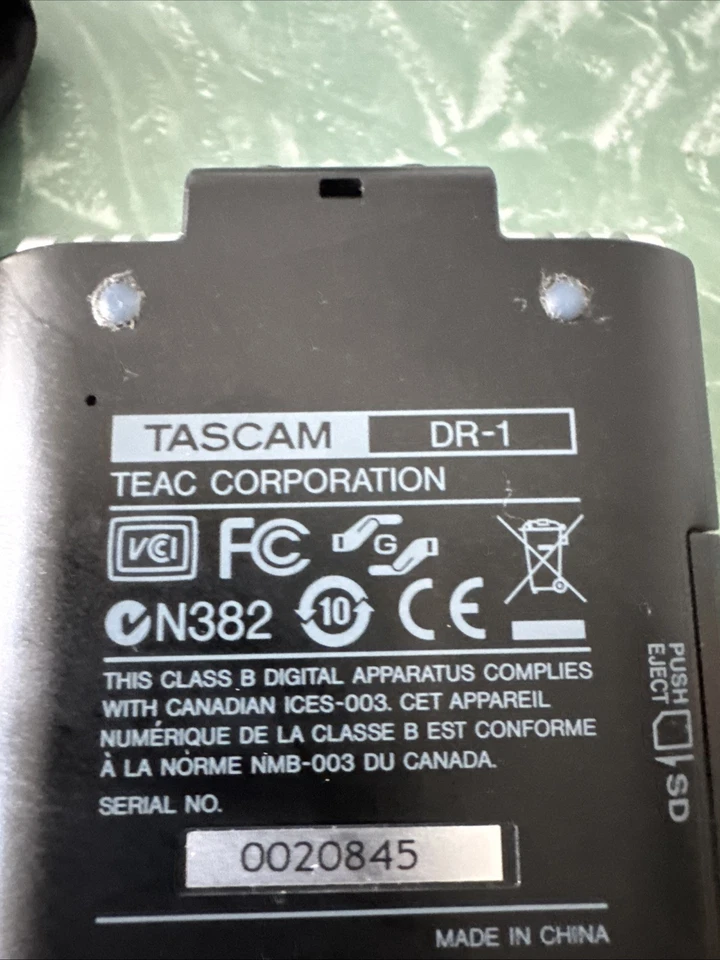 TASCAM DR-1
TEAC CORPORATION
VCI FC G
N382 10 CE
THIS CLASS B DIGITAL APPARATUS COMPLIES
WITH CANADIAN ICES-003. CET APPAREIL
NUMÉRIQUE DE LA CLASSE B EST CONFORME
À LA NORME NMB-003 DU CANADA.
SERIAL NO.
0020845
MADE IN CHINA
PUSH
EJECT
SD